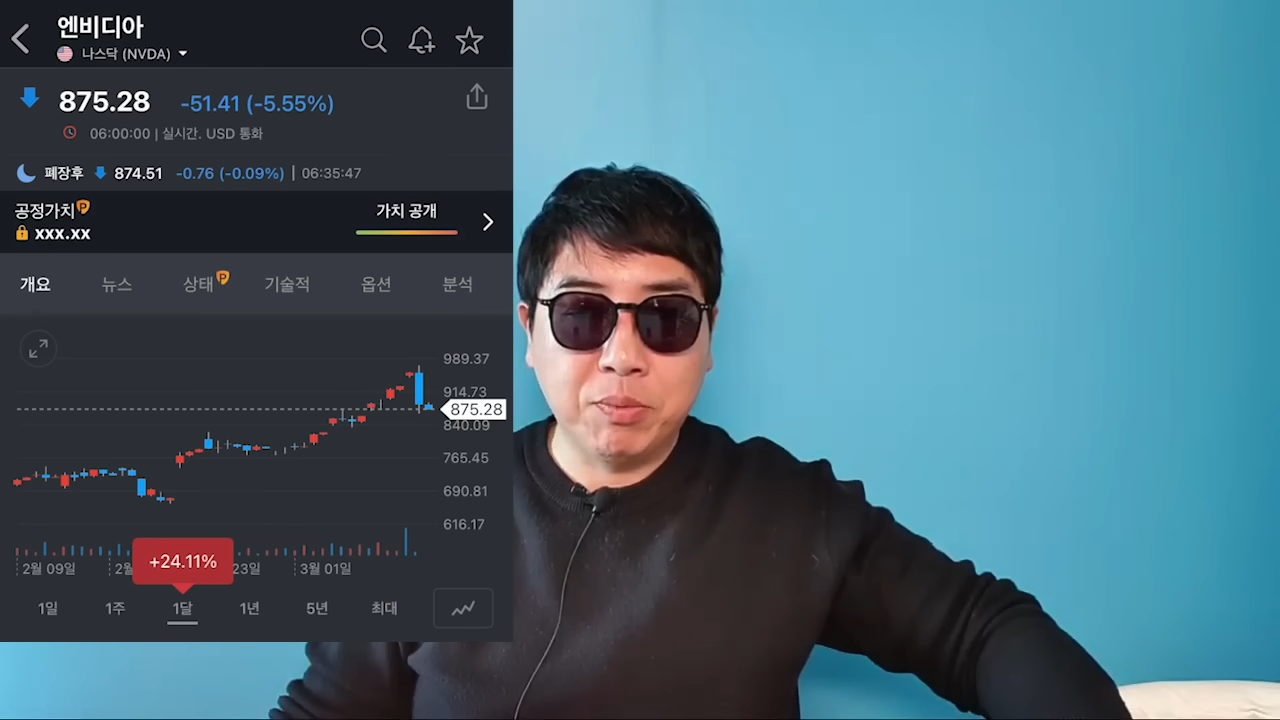 엔비디아
나스닥 (NVDA)
875.28 -51.41 (-5.55%)
06:00:00 | 실시간. USD 통화
폐장후 874.51 -0.76 (-0.09%) | 06:35:47
공정가치 P 가치 공개
xxx.xx
개요 뉴스 상태 P 기술적 옵션 분석
989.37
914.73
875.28
840.09
765.45
690.81
616.17
+24.11%
2월 09일 2월 23일 3월 01일
1일 1주 1달 1년 5년 최대